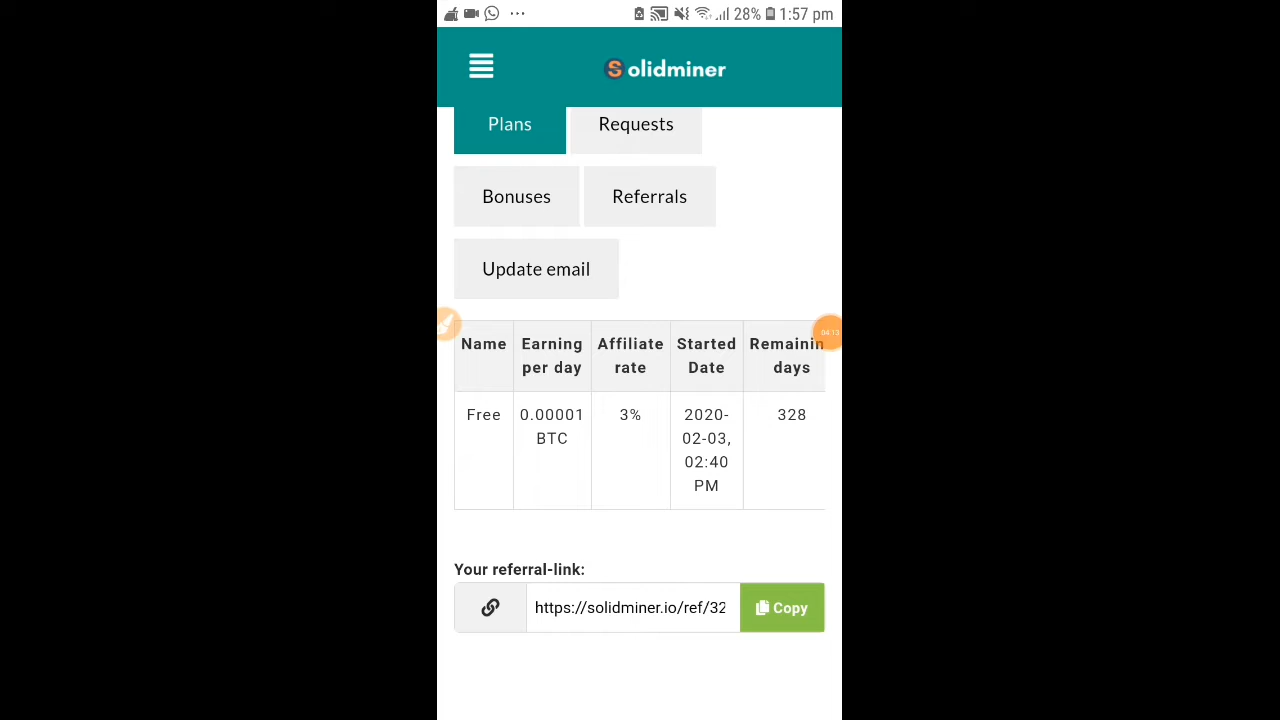 28% 1:57 pm
Solidminer
Plans Requests
Bonuses Referrals
Update email
04:13
Name Earning per day Affiliate rate Started Date Remainin days
Free 0.00001 BTC 3% 2020-02-03, 02:40 PM 328
Your referral-link:
https://solidminer.io/ref/32 Copy